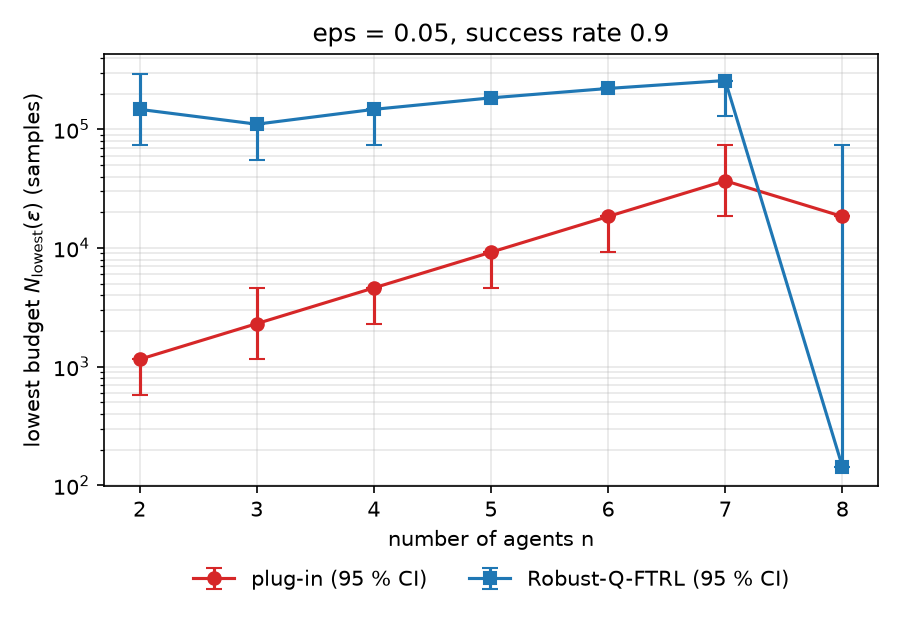 eps = 0.05, success rate 0.9
lowest budget N_lowest(ε) (samples)
10^5
10^4
10^3
10^2
2 3 4 5 6 7 8
number of agents n
plug-in (95 % CI) Robust-Q-FTRL (95 % CI)